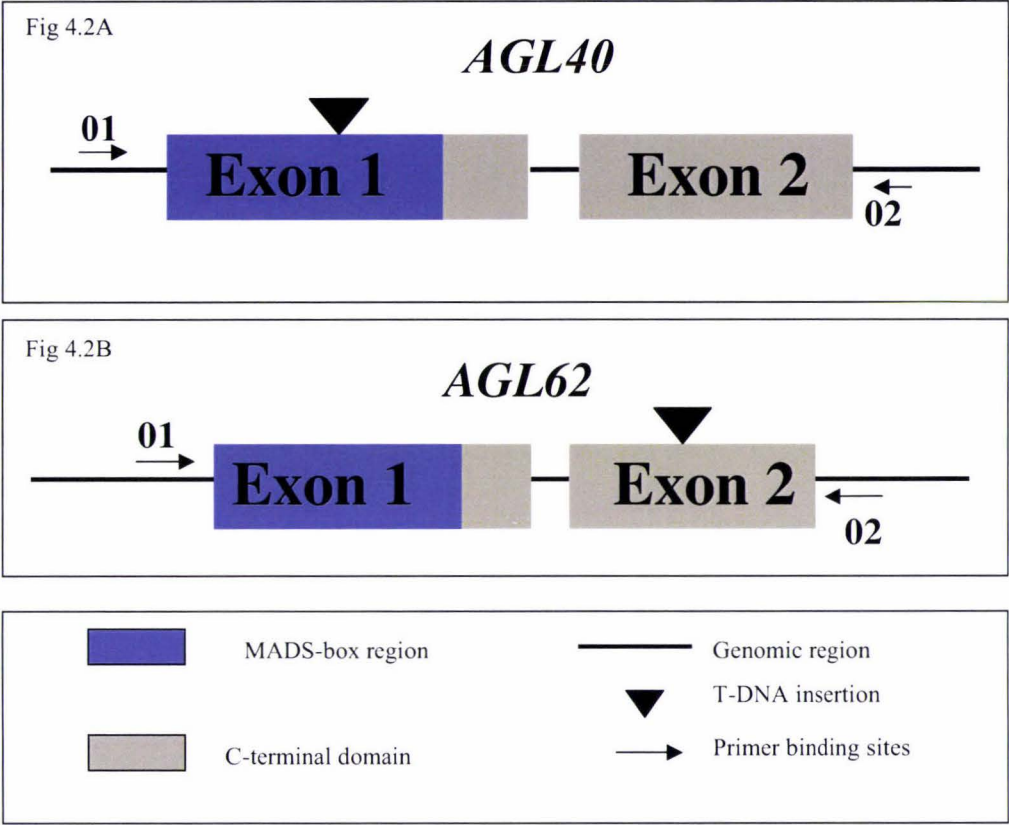 Fig 4.2A
AGL40
01
Exon 1
Exon 2
02
Fig 4.2B
AGL62
01
Exon 1
Exon 2
02
MADS-box region
Genomic region
T-DNA insertion
C-terminal domain
Primer binding sites